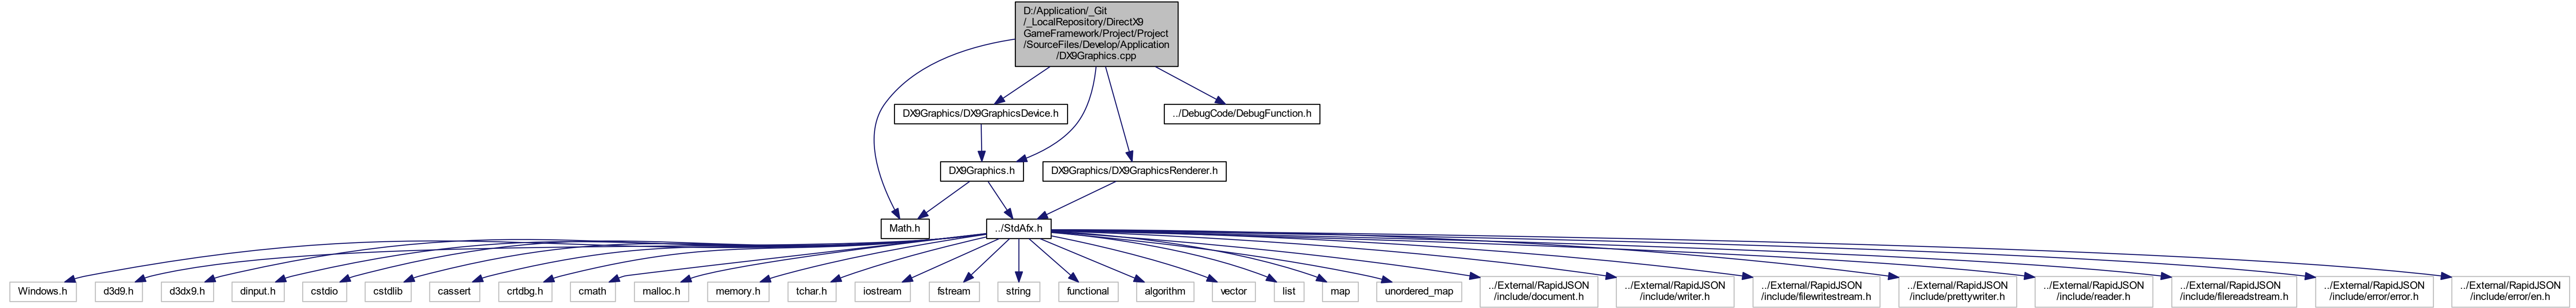 D:/Application/_Git
/_LocalRepository/DirectX9
GameFramework/Project/Project
/SourceFiles/Develop/Application
/DX9Graphics.cpp
DX9Graphics/DX9GraphicsDevice.h
../DebugCode/DebugFunction.h
DX9Graphics.h
DX9Graphics/DX9GraphicsRenderer.h
Math.h
../StdAfx.h
Windows.h
d3d9.h
d3dx9.h
dinput.h
cstdio
cstdlib
cassert
crtdbg.h
cmath
malloc.h
memory.h
tchar.h
iostream
fstream
string
functional
algorithm
vector
list
map
unordered_map
../External/RapidJSON
/include/document.h
../External/RapidJSON
/include/writer.h
../External/RapidJSON
/include/filewritestream.h
../External/RapidJSON
/include/prettywriter.h
../External/RapidJSON
/include/reader.h
../External/RapidJSON
/include/filereadstream.h
../External/RapidJSON
/include/error/error.h
../External/RapidJSON
/include/error/en.h